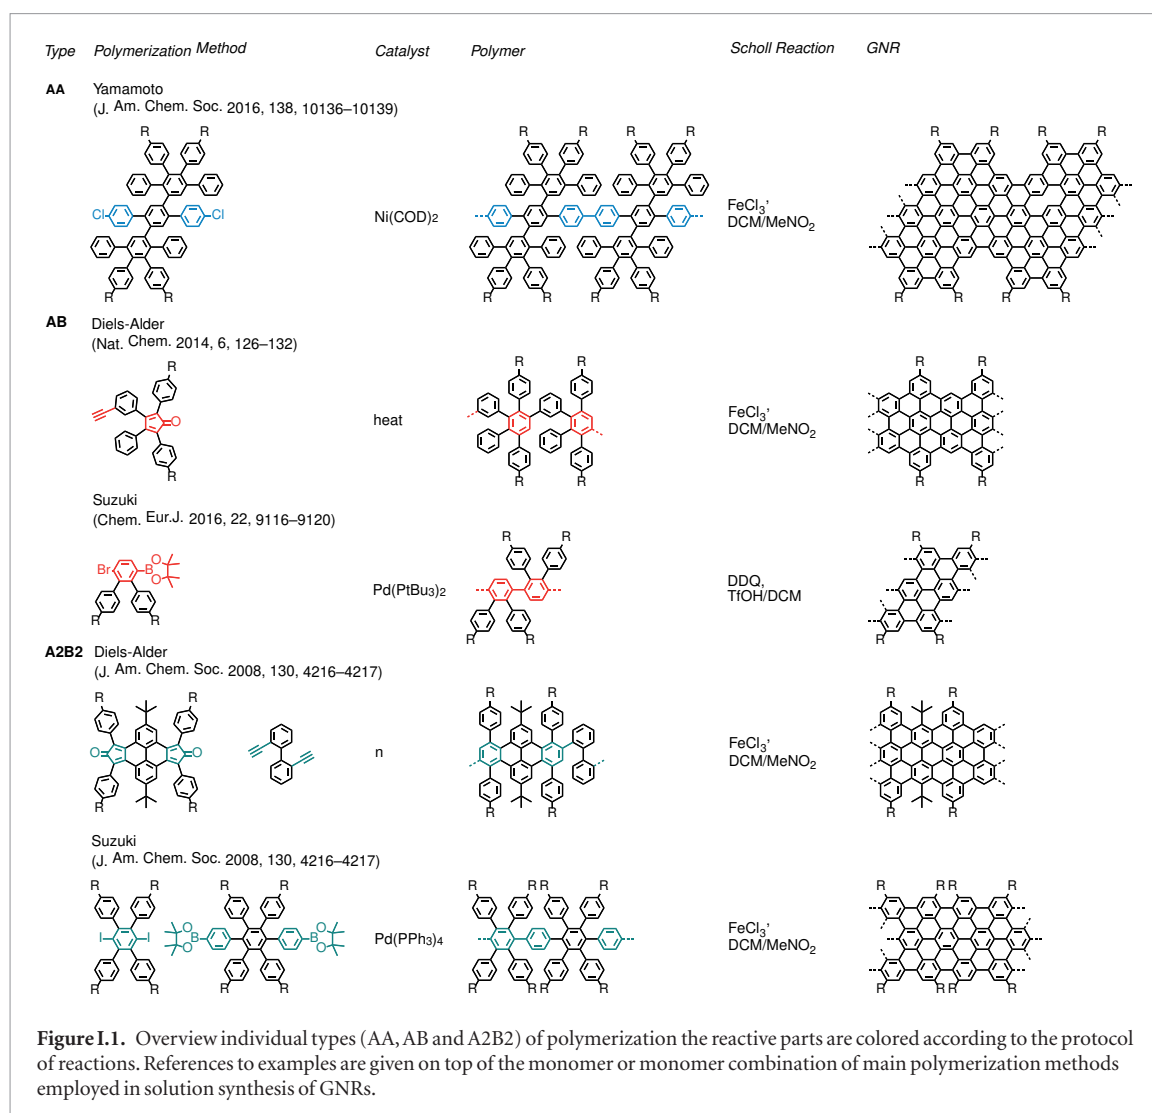 Type Polymerization Method Catalyst Polymer Scholl Reaction GNR
AA Yamamoto
(J. Am. Chem. Soc. 2016, 138, 10136–10139)
R R R R R R R R R R
Cl Cl Ni(COD)2 FeCl3,
DCM/MeNO2
R R R R R R R R R R
AB Diels-Alder
(Nat. Chem. 2014, 6, 126–132)
R R R R R
O heat FeCl3,
DCM/MeNO2
R R R R R
Suzuki
(Chem. Eur.J. 2016, 22, 9116–9120)
R R R R
Br B O O Pd(PtBu3)2 DDQ,
TfOH/DCM
R R R R R R
A2B2 Diels-Alder
(J. Am. Chem. Soc. 2008, 130, 4216–4217)
R R R R R
O O n FeCl3,
DCM/MeNO2
R R R R R
Suzuki
(J. Am. Chem. Soc. 2008, 130, 4216–4217)
R R R R R R R R R R R R
I I O B O O B O Pd(PPh3)4 FeCl3,
DCM/MeNO2
R R R R R R R R R R R R
Figure I.1. Overview individual types (AA, AB and A2B2) of polymerization the reactive parts are colored according to the protocol
of reactions. References to examples are given on top of the monomer or monomer combination of main polymerization methods
employed in solution synthesis of GNRs.